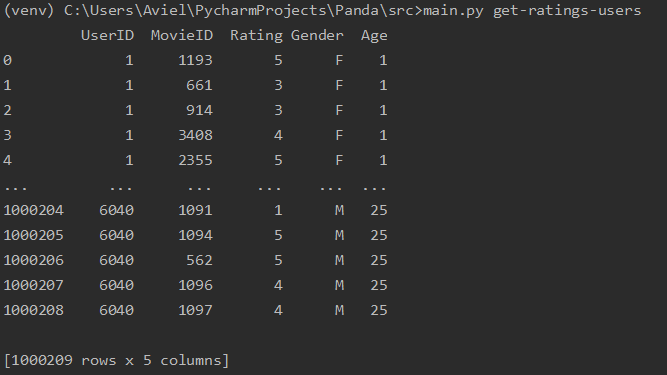 (venv) C:\Users\Aviel\PycharmProjects\Panda\src>main.py get-ratings-users
UserID MovieID Rating Gender Age
0 1 1193 5 F 1
1 1 661 3 F 1
2 1 914 3 F 1
3 1 3408 4 F 1
4 1 2355 5 F 1
... ... ... ... ... ...
1000204 6040 1091 1 M 25
1000205 6040 1094 5 M 25
1000206 6040 562 5 M 25
1000207 6040 1096 4 M 25
1000208 6040 1097 4 M 25
[1000209 rows x 5 columns]